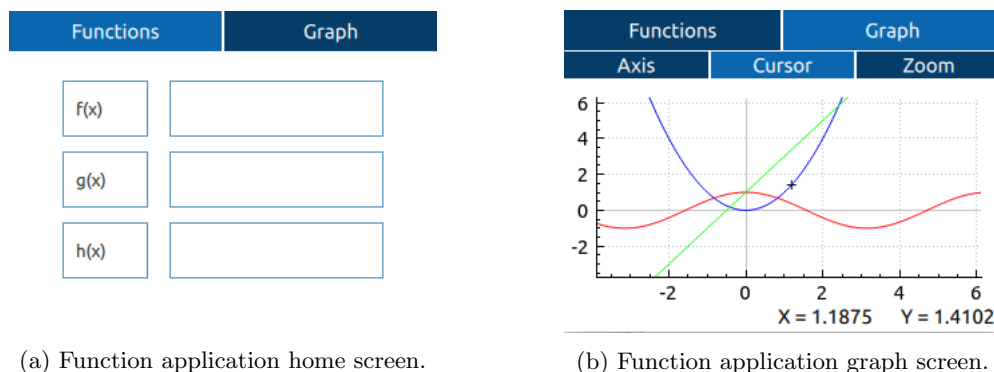 Functions Graph
f(x)
g(x)
h(x)
(a) Function application home screen.
Functions Graph
Axis Cursor Zoom
6
4
2
0
-2
-2 0 2 4 6
X = 1.1875 Y = 1.4102
(b) Function application graph screen.